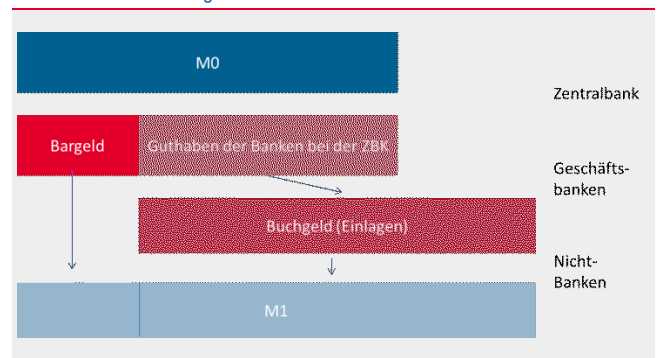 M0
Zentralbank
Bargeld
Guthaben der Banken bei der ZBK
Geschäfts-
banken
Buchgeld (Einlagen)
Nicht-
Banken
M1